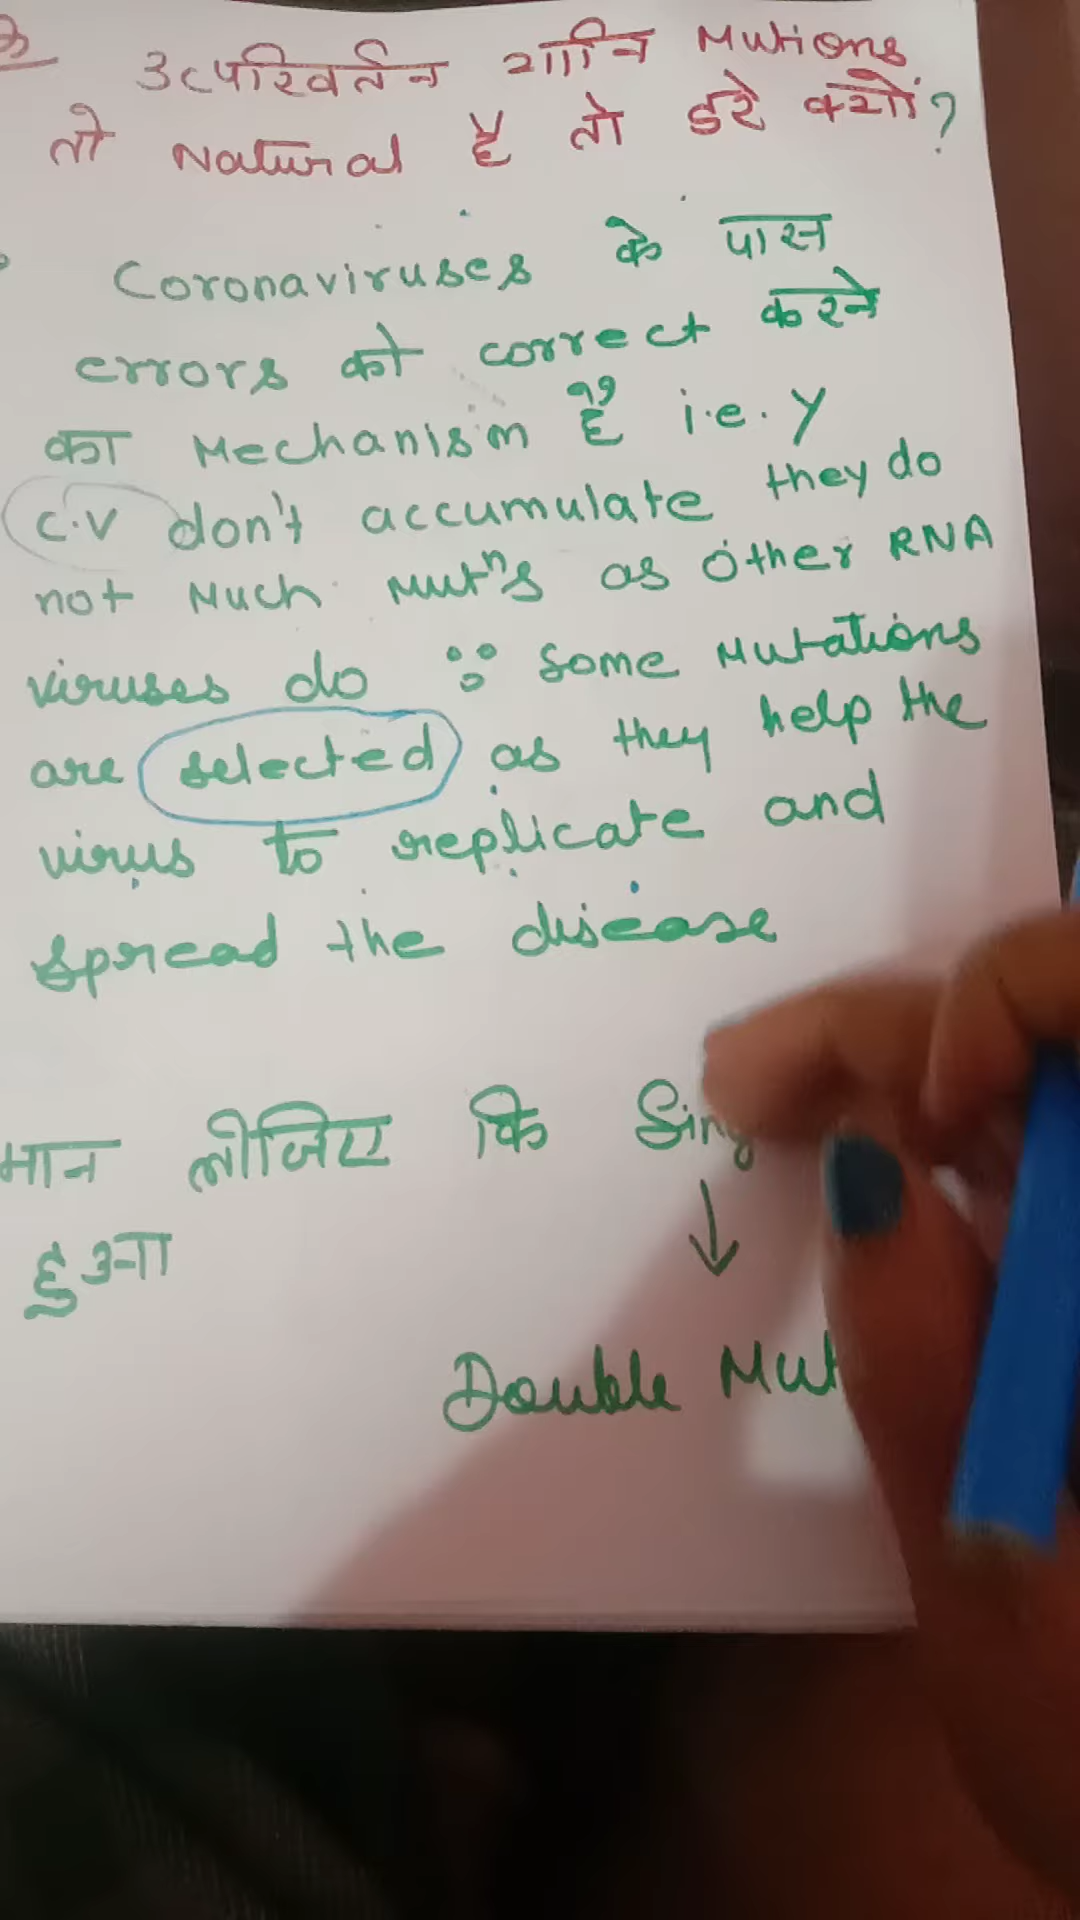 उत्परिवर्तन यानि Mutions
तो Natural है तो डरे क्यों?
Coronaviruses के पास
errors को correct करने
का Mechanism है i.e. Y
C.V don't accumulate they do
not Much Mutⁿs as other RNA
viruses do ∵ Some Mutations
are selected as they help the
virus to replicate and
spread the disease
मान लीजिए कि Sing
हुआ
↓
Double Mut